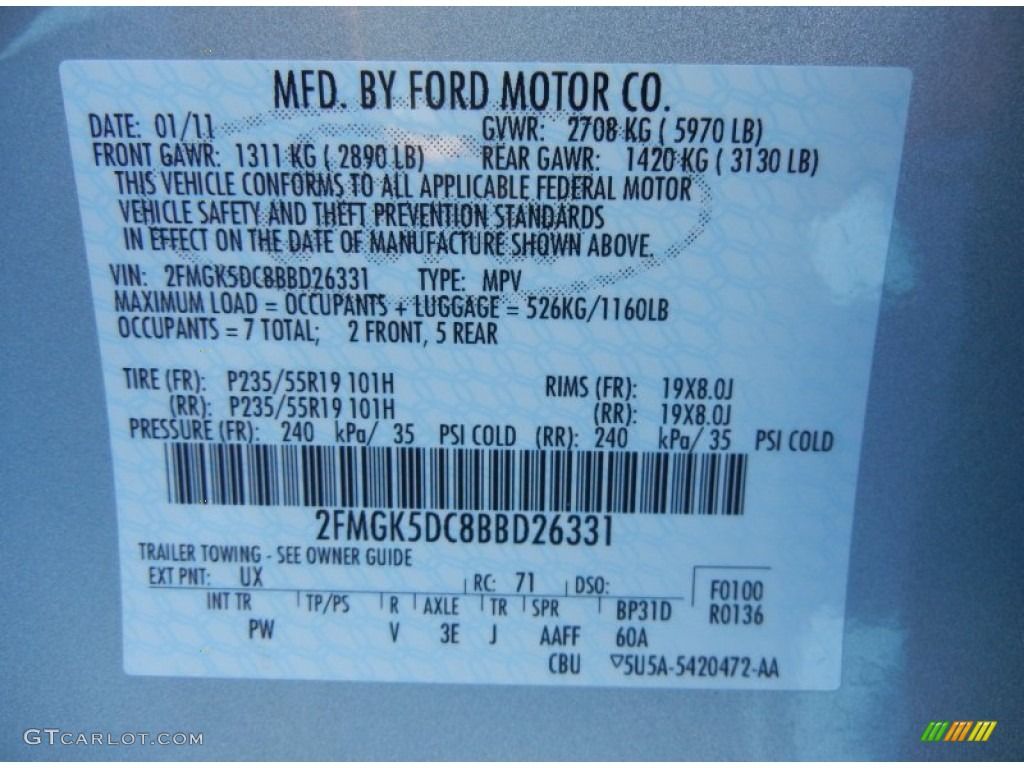 MFD. BY FORD MOTOR CO.
DATE: 01/11 GVWR: 2708 KG ( 5970 LB)
FRONT GAWR: 1311 KG ( 2890 LB) REAR GAWR: 1420 KG ( 3130 LB)
THIS VEHICLE CONFORMS TO ALL APPLICABLE FEDERAL MOTOR
VEHICLE SAFETY AND THEFT PREVENTION STANDARDS
IN EFFECT ON THE DATE OF MANUFACTURE SHOWN ABOVE.
VIN: 2FMGK5DC8BBD26331 TYPE: MPV
MAXIMUM LOAD = OCCUPANTS + LUGGAGE = 526KG/1160LB
OCCUPANTS = 7 TOTAL; 2 FRONT, 5 REAR
TIRE (FR): P235/55R19 101H RIMS (FR): 19X8.0J
(RR): P235/55R19 101H (RR): 19X8.0J
PRESSURE (FR): 240 kPa/ 35 PSI COLD (RR): 240 kPa/ 35 PSI COLD
2FMGK5DC8BBD26331
TRAILER TOWING - SEE OWNER GUIDE
EXT PNT: UX RC: 71 DSO: F0100
INT TR TP/PS R AXLE TR SPR BP31D R0136
PW V 3E J AAFF 60A
CBU ▽5U5A-5420472-AA
GTCARLOT.COM